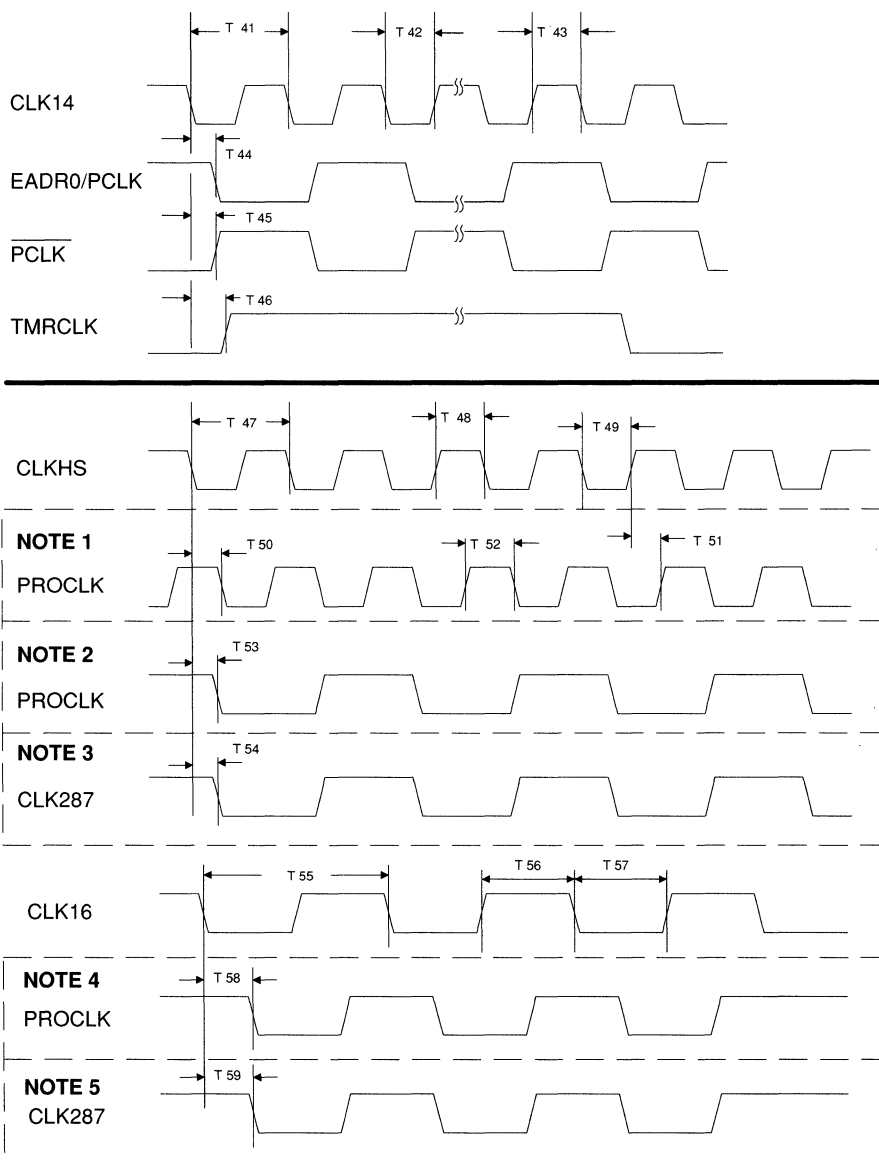 T 41
T 42
T 43
CLK14
T 44
EADR0/PCLK
T 45
PCLK
T 46
TMRCLK
T 47
T 48
T 49
CLKHS
NOTE 1
T 50
T 52
T 51
PROCLK
NOTE 2
T 53
PROCLK
NOTE 3
T 54
CLK287
T 55
T 56
T 57
CLK16
NOTE 4
T 58
PROCLK
NOTE 5
T 59
CLK287